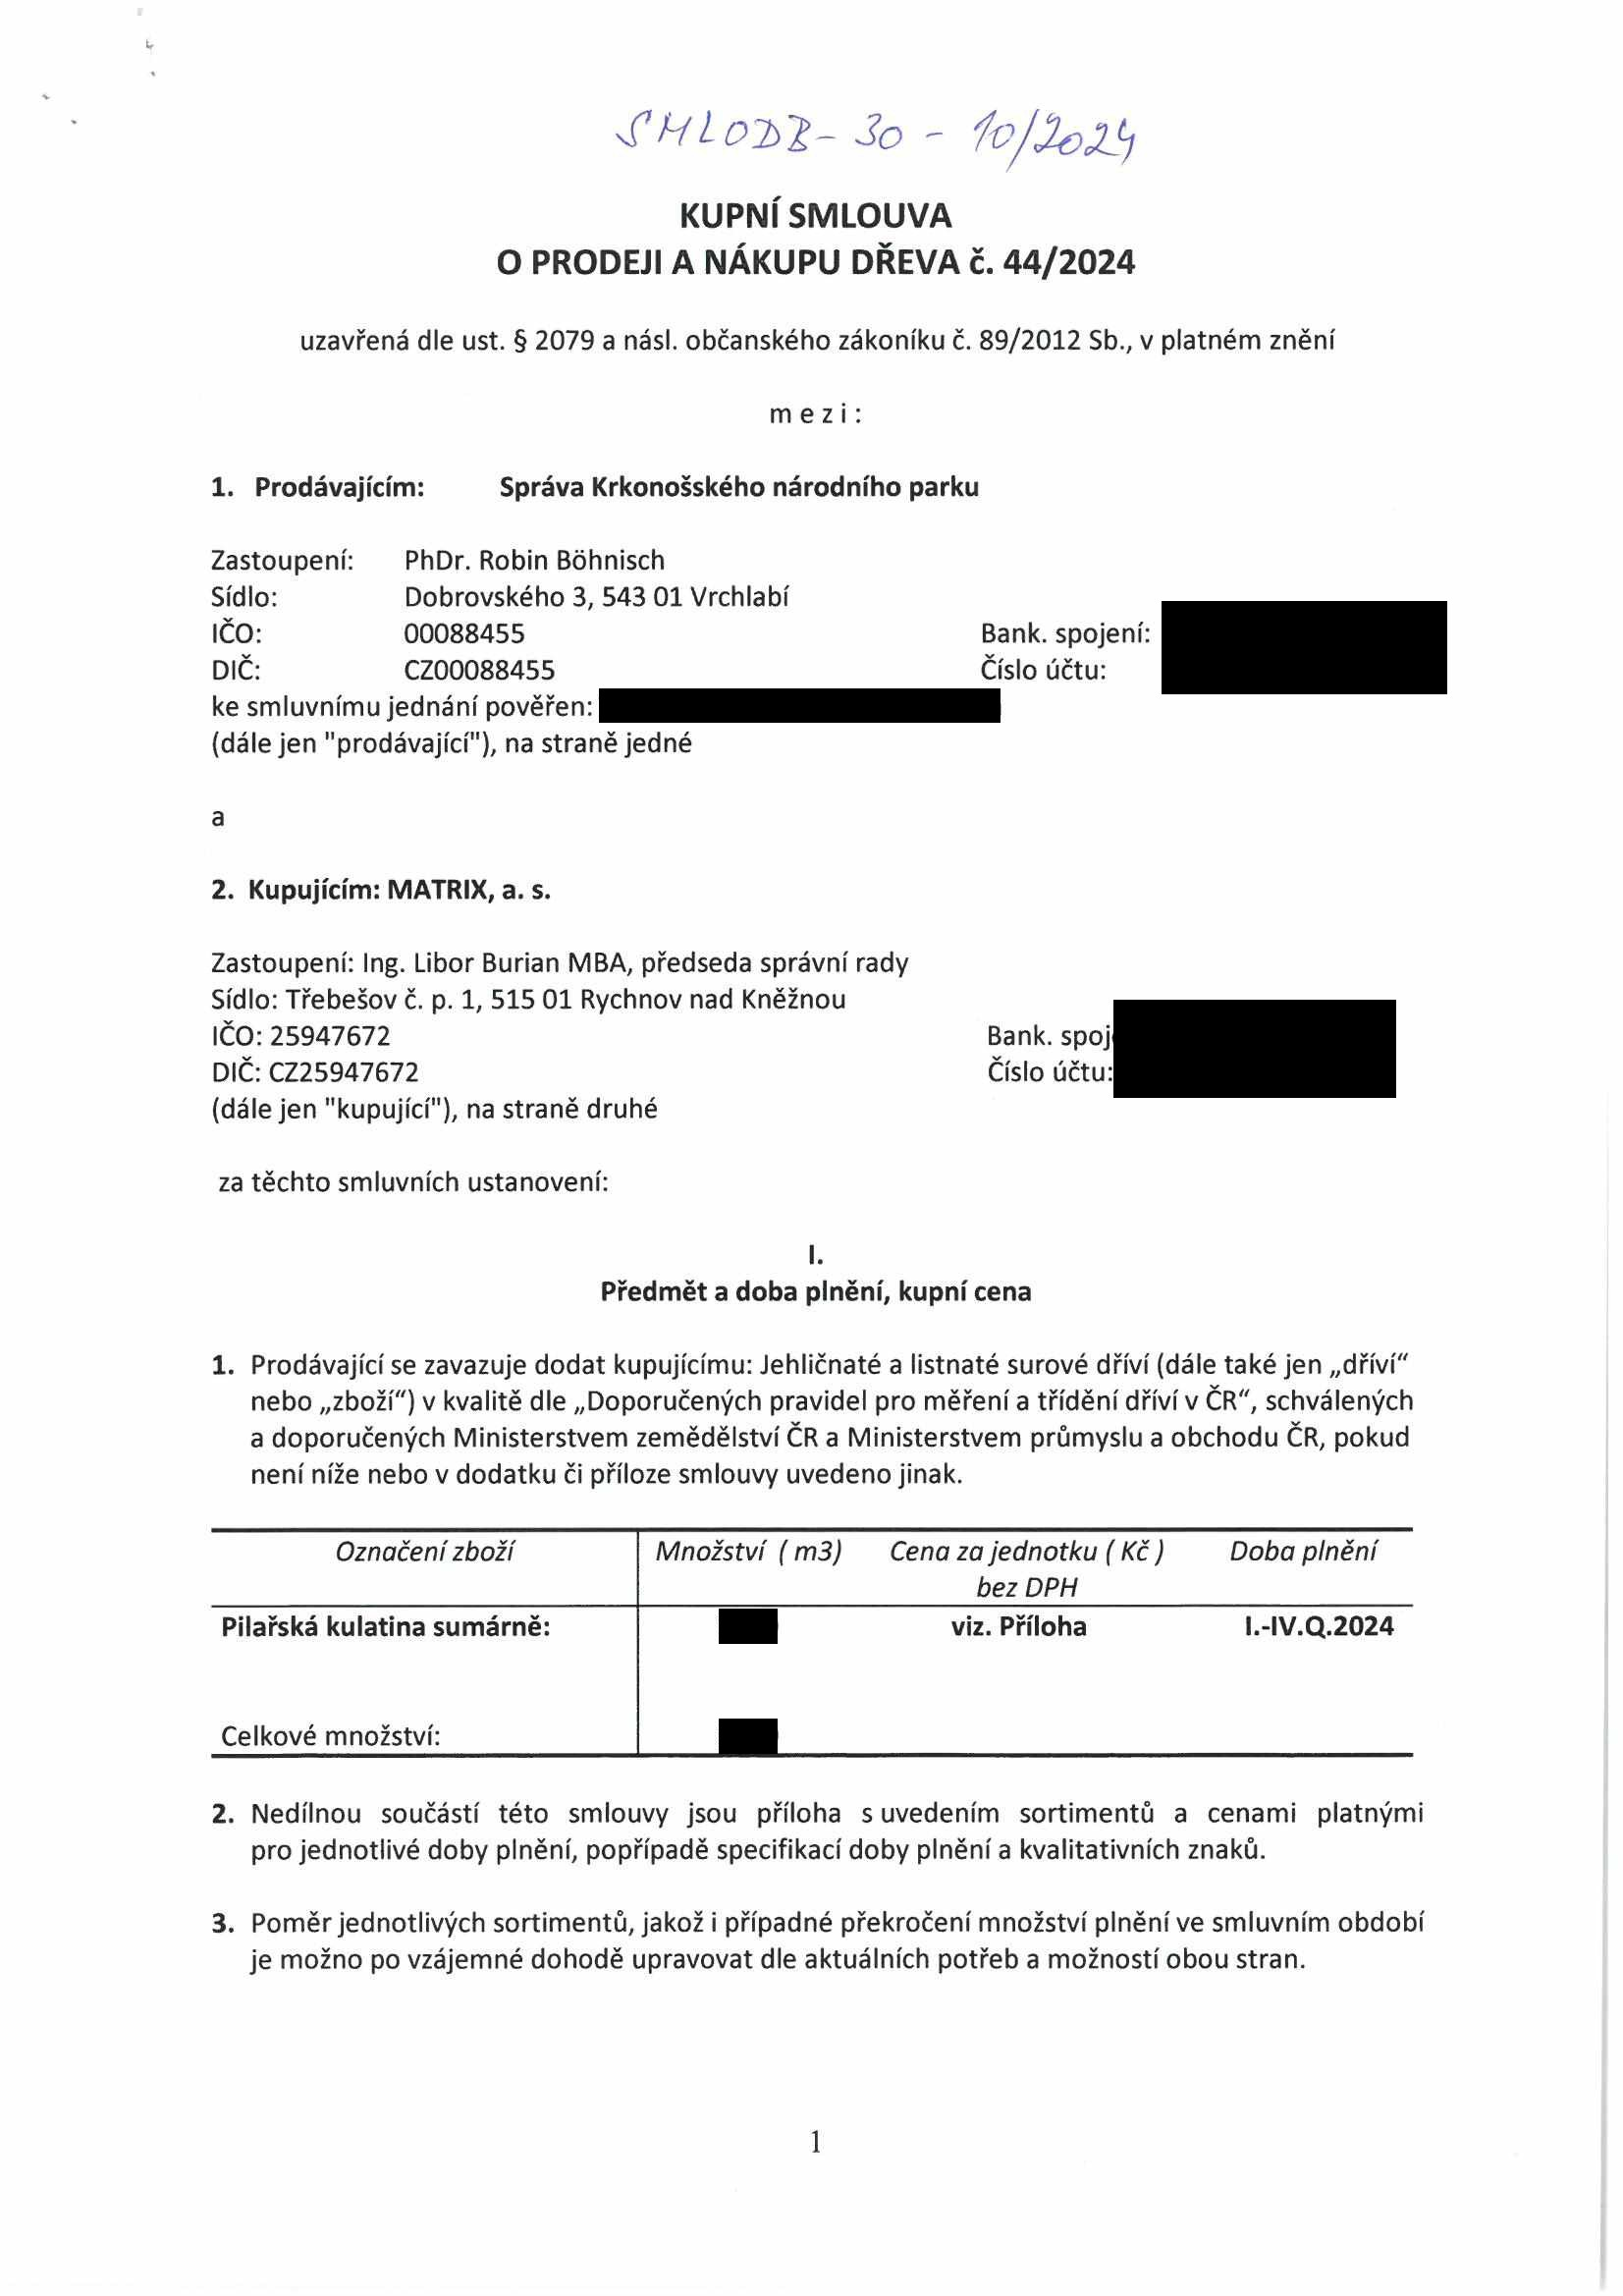 SMLODB - 30 - 10/2024
KUPNÍ SMLOUVA
O PRODEJI A NÁKUPU DŘEVA č. 44/2024
uzavřená dle ust. § 2079 a násl. občanského zákoníku č. 89/2012 Sb., v platném znění
m e z i :
1. Prodávajícím: Správa Krkonošského národního parku
Zastoupení: PhDr. Robin Böhnisch
Sídlo: Dobrovského 3, 543 01 Vrchlabí
IČO: 00088455 Bank. spojení:
DIČ: CZ00088455 Číslo účtu:
ke smluvnímu jednání pověřen:
(dále jen "prodávající"), na straně jedné
a
2. Kupujícím: MATRIX, a. s.
Zastoupení: Ing. Libor Burian MBA, předseda správní rady
Sídlo: Třebešov č. p. 1, 515 01 Rychnov nad Kněžnou
IČO: 25947672 Bank. spoj
DIČ: CZ25947672 Číslo účtu:
(dále jen "kupující"), na straně druhé
za těchto smluvních ustanovení:
I.
Předmět a doba plnění, kupní cena
1. Prodávající se zavazuje dodat kupujícímu: Jehličnaté a listnaté surové dříví (dále také jen „dříví“
nebo „zboží“) v kvalitě dle „Doporučených pravidel pro měření a třídění dříví v ČR“, schválených
a doporučených Ministerstvem zemědělství ČR a Ministerstvem průmyslu a obchodu ČR, pokud
není níže nebo v dodatku či příloze smlouvy uvedeno jinak.
Označení zboží Množství ( m3) Cena za jednotku ( Kč ) Doba plnění
bez DPH
Pilařská kulatina sumárně: viz. Příloha I.-IV.Q.2024
Celkové množství:
2. Nedílnou součástí této smlouvy jsou příloha s uvedením sortimentů a cenami platnými
pro jednotlivé doby plnění, popřípadě specifikací doby plnění a kvalitativních znaků.
3. Poměr jednotlivých sortimentů, jakož i případné překročení množství plnění ve smluvním období
je možno po vzájemné dohodě upravovat dle aktuálních potřeb a možností obou stran.
1